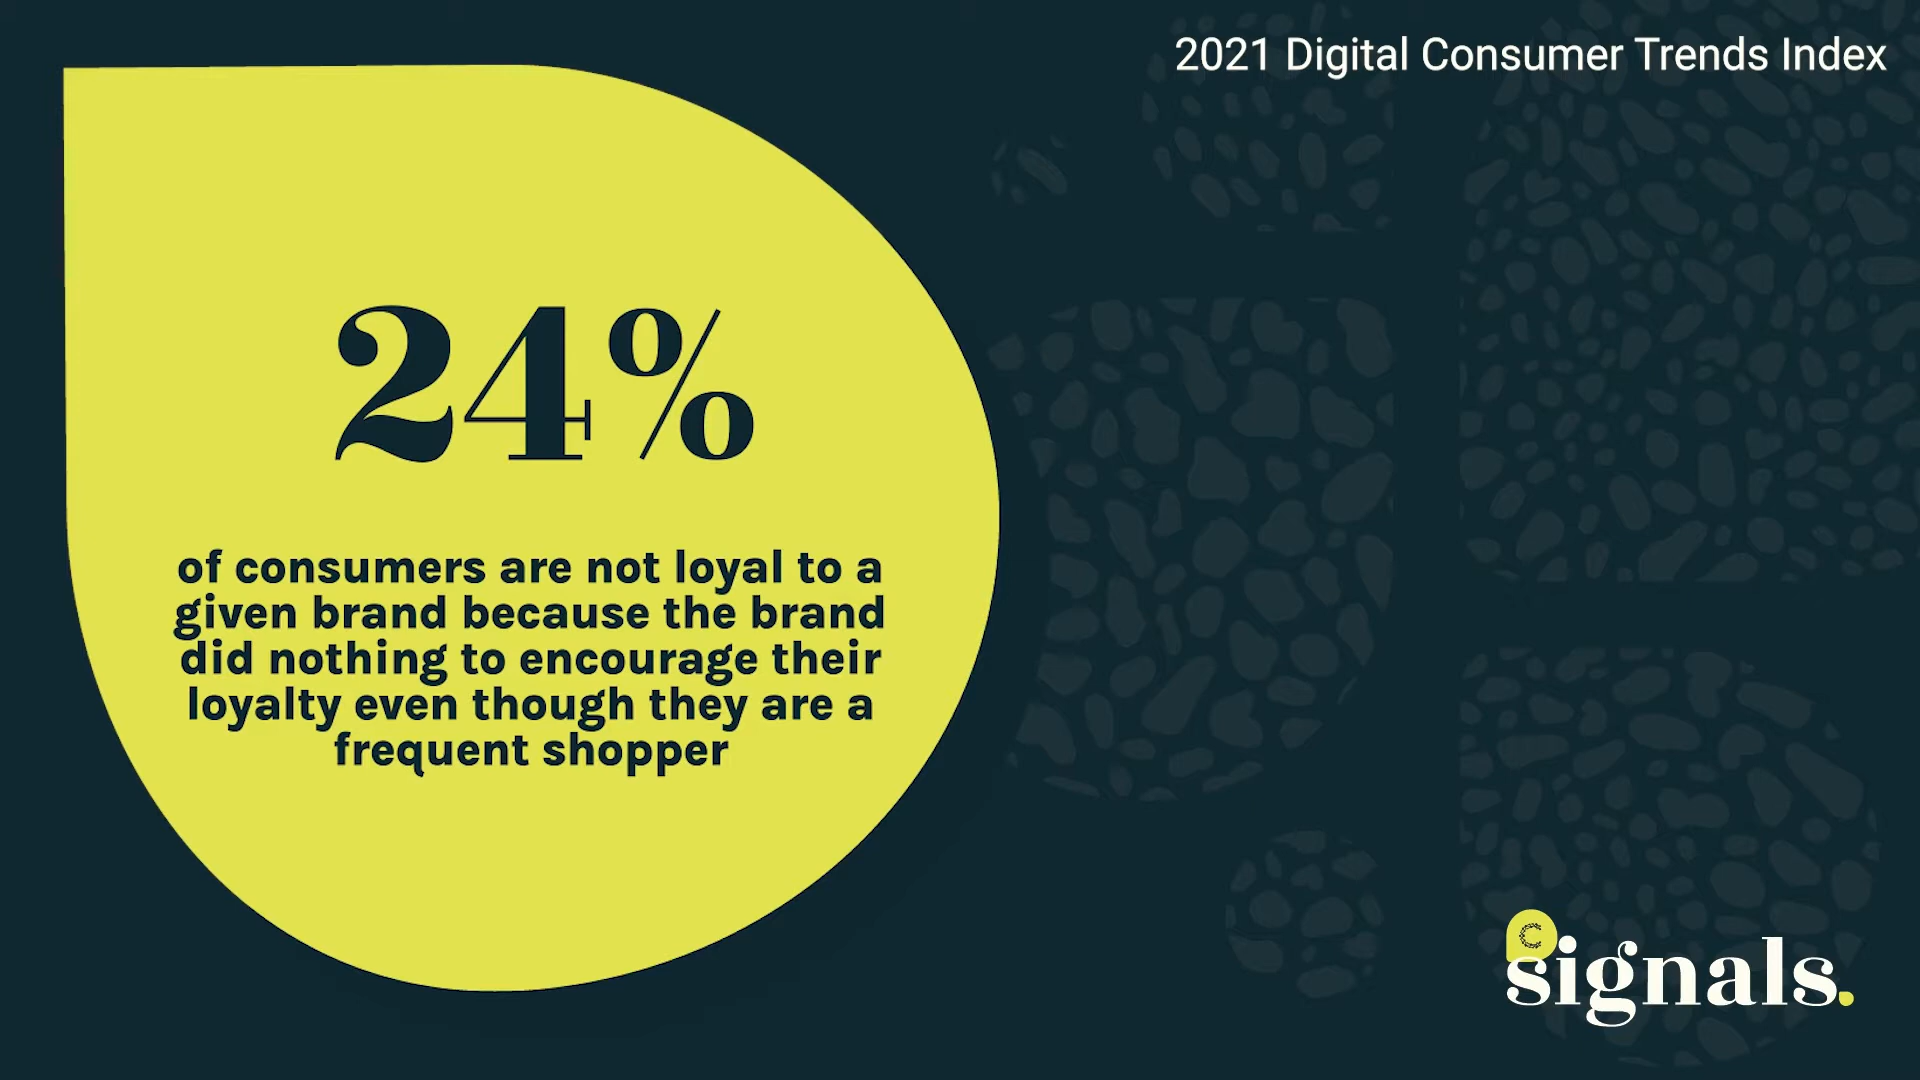 2021 Digital Consumer Trends Index
24%
of consumers are not loyal to a
given brand because the brand
did nothing to encourage their
loyalty even though they are a
frequent shopper
C
signals.